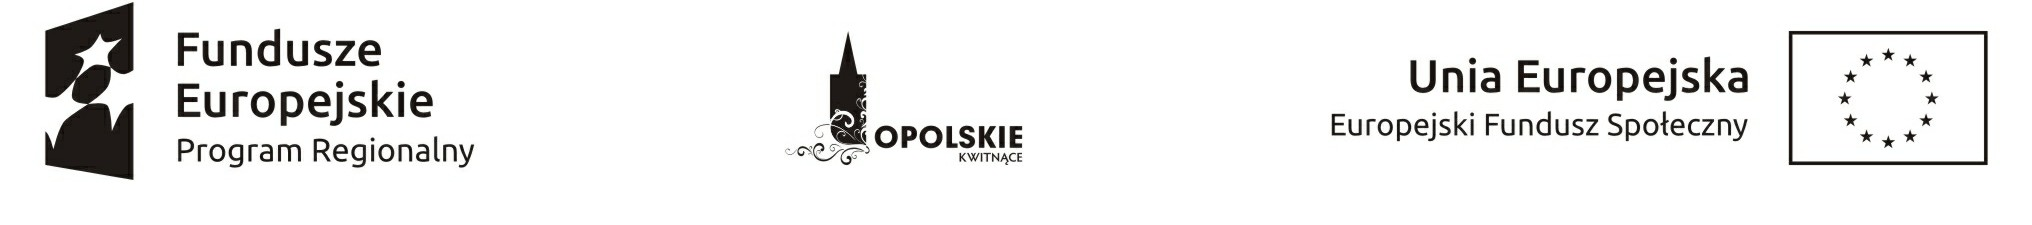 Fundusze
Europejskie
Program Regionalny
OPOLSKIE
KWITNĄCE
Unia Europejska
Europejski Fundusz Społeczny